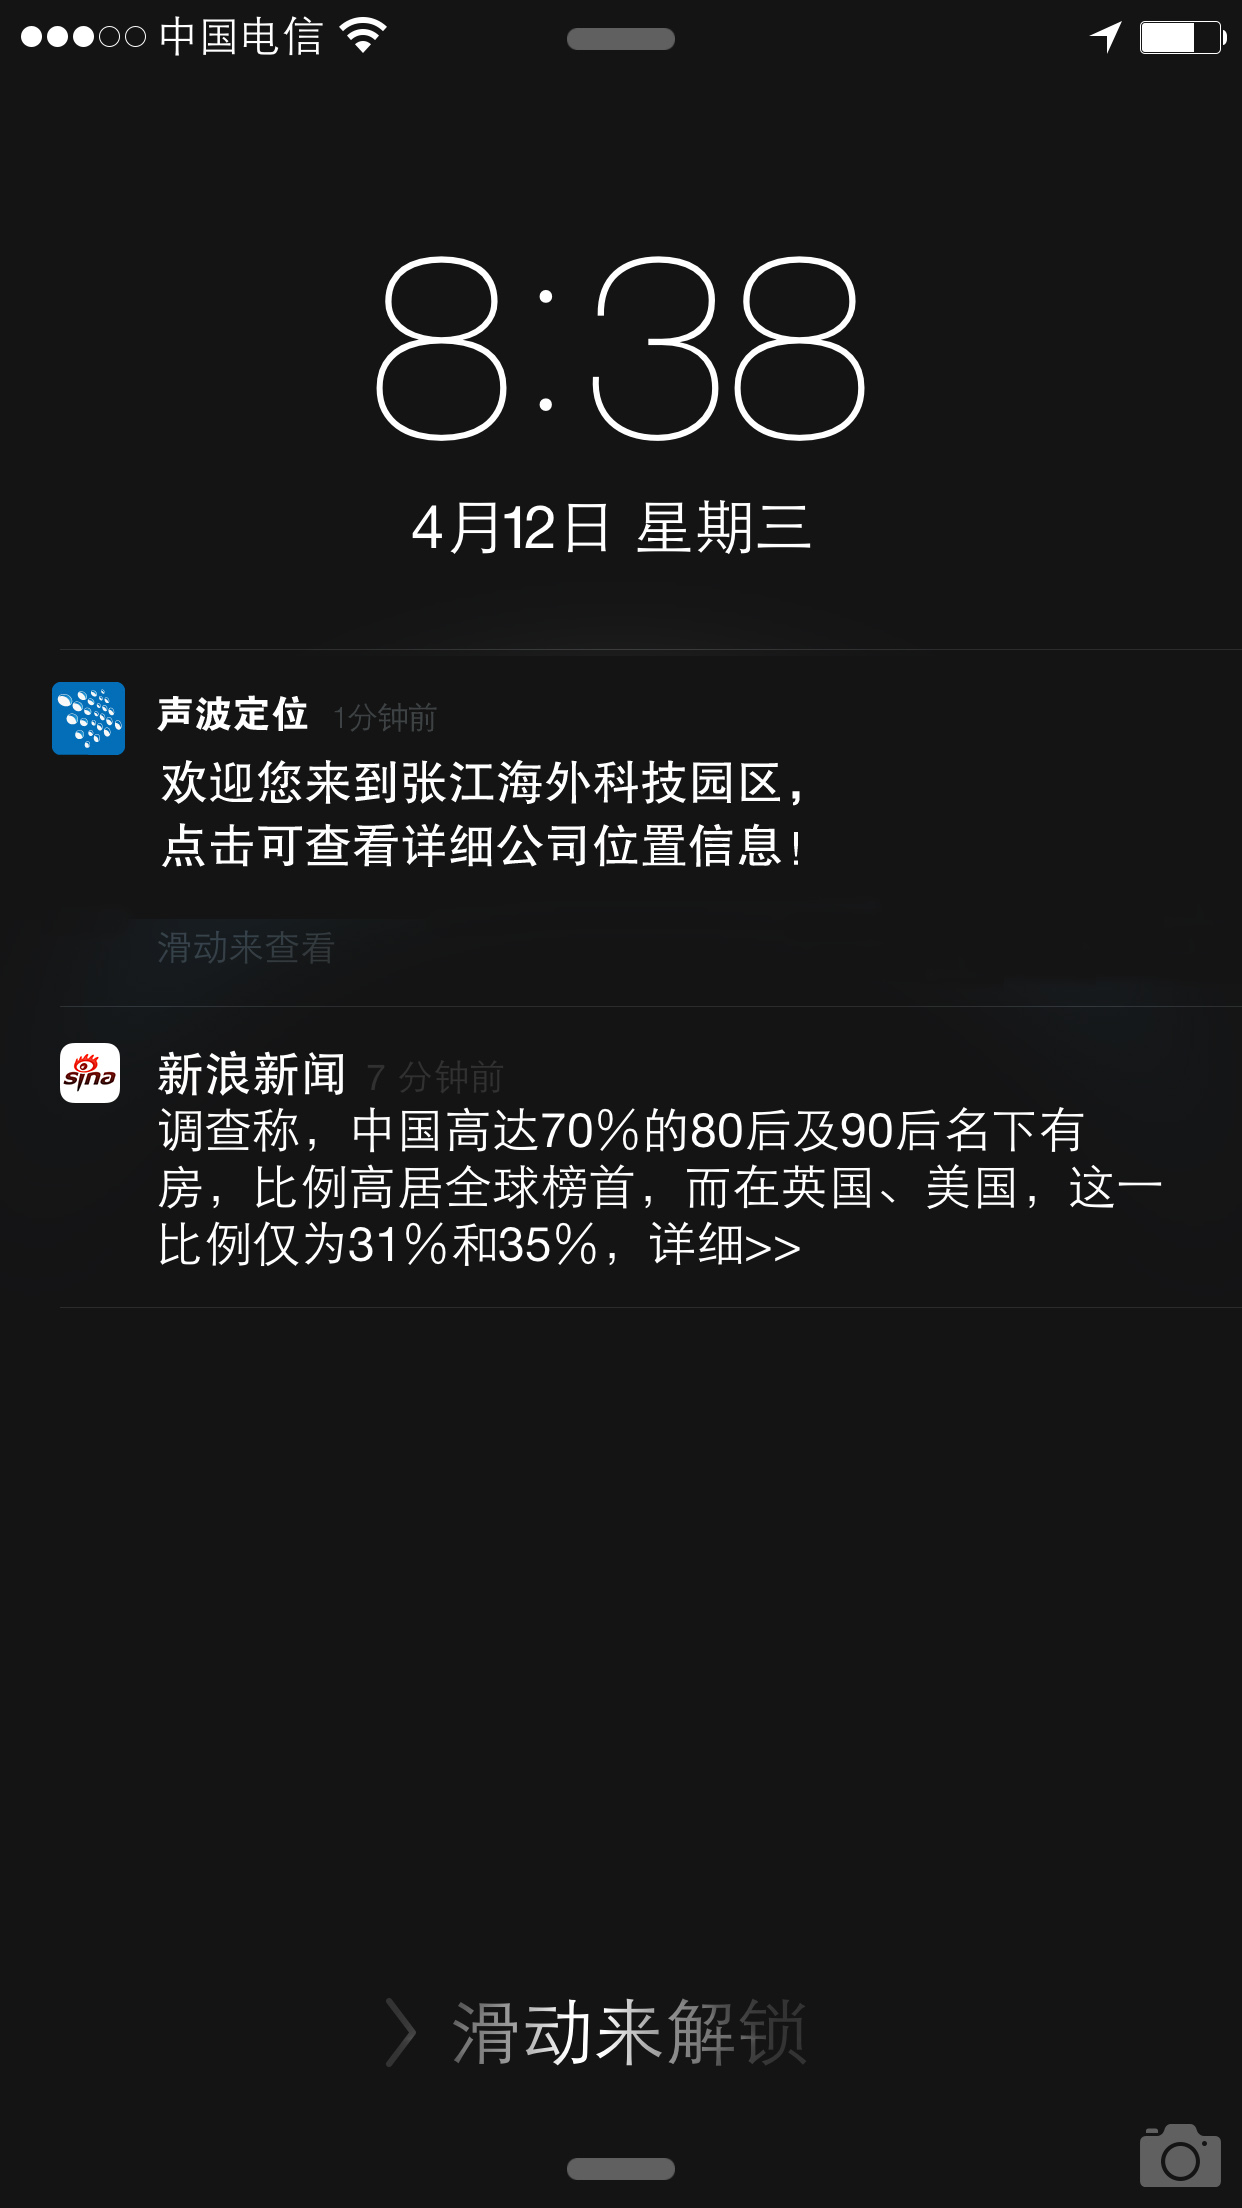 中国电信
8:38
4月12日 星期三
声波定位 1分钟前
欢迎您来到张江海外科技园区，
点击可查看详细公司位置信息！
滑动来查看
sina
新浪新闻 7 分钟前
调查称，中国高达70%的80后及90后名下有
房，比例高居全球榜首，而在英国、美国，这一
比例仅为31%和35%，详细>>
滑动来解锁